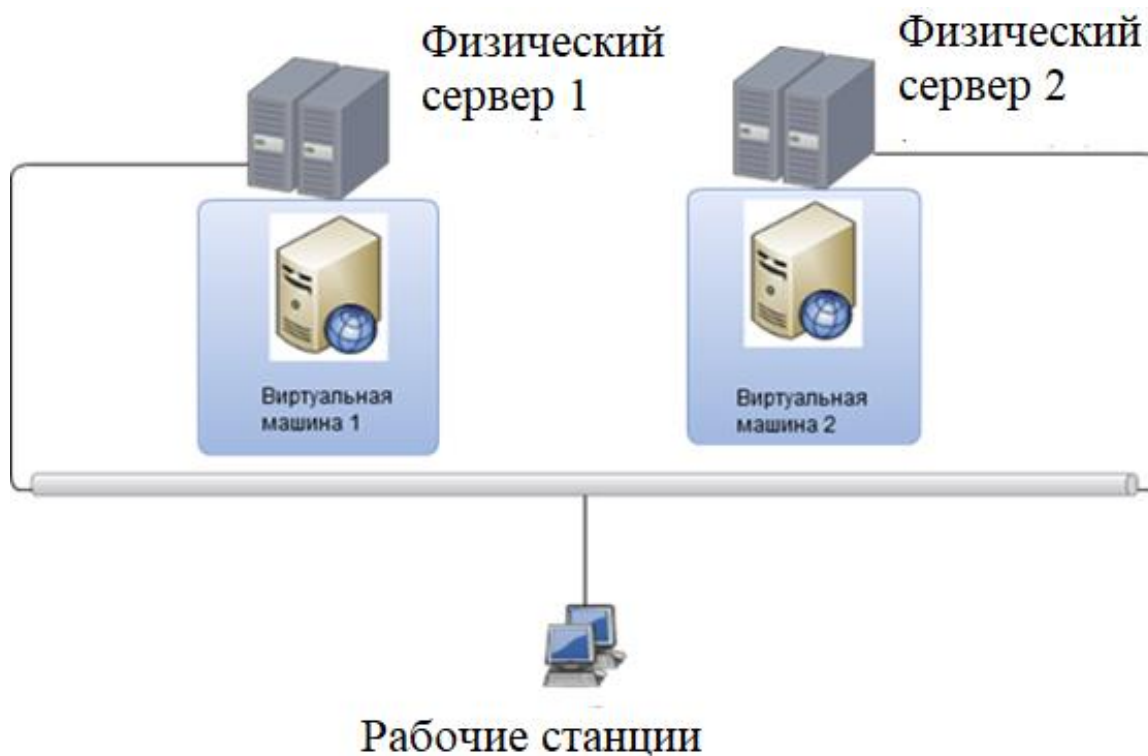 Физический
сервер 1
Физический
сервер 2
Виртуальная
машина 1
Виртуальная
машина 2
Рабочие станции